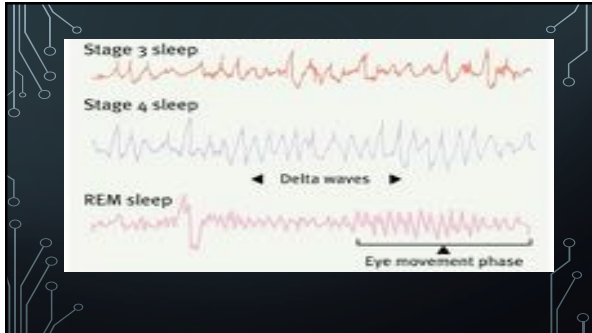 Stage 3 sleep
Stage 4 sleep
Delta waves
REM sleep
Eye movement phase